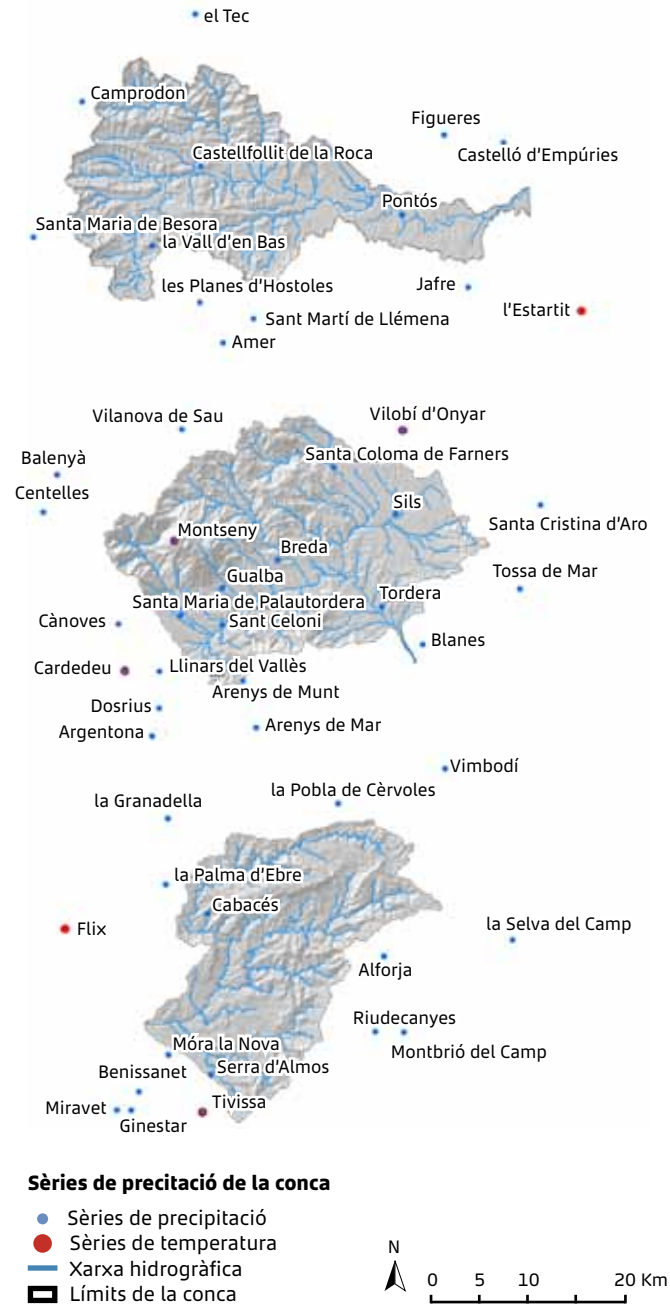 el Tec
Camprodon
Figueres
Castelló d'Empúries
Castellfollit de la Roca
Pontós
Santa Maria de Besora
la Vall d'en Bas
les Planes d'Hostoles
Jafre
l'Estartit
Sant Martí de Llémena
Amer
Vilanova de Sau
Vilobí d'Onyar
Balenyà
Santa Coloma de Farners
Centelles
Sils
Santa Cristina d'Aro
Montseny
Breda
Gualba
Tossa de Mar
Santa Maria de Palautordera
Tordera
Cànoves
Sant Celoni
Blanes
Cardedeu
Llinars del Vallès
Arenys de Munt
Dosrius
Argentona
Arenys de Mar
Vimbodí
la Pobla de Cèrvoles
la Granadella
la Palma d'Ebre
Cabacés
Flix
la Selva del Camp
Alforja
Riudecanyes
Móra la Nova
Montbrió del Camp
Benissanet
Serra d'Almos
Miravet
Tivissa
Ginestar
Sèries de precitació de la conca
Sèries de precipitació
Sèries de temperatura
Xarxa hidrogràfica
Límits de la conca
N
0 5 10 20 Km